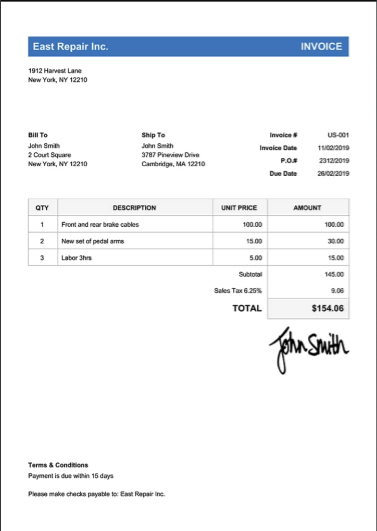 East Repair Inc. INVOICE
1912 Harvest Lane
New York, NY 12210
Bill To Ship To Invoice # US-001
John Smith John Smith Invoice Date 11/02/2019
2 Court Square 3787 Pineview Drive P.O.# 2312/2019
New York, NY 12210 Cambridge, MA 12210 Due Date 26/02/2019
QTY DESCRIPTION UNIT PRICE AMOUNT
1 Front and rear brake cables 100.00 100.00
2 New set of pedal arms 15.00 30.00
3 Labor 3hrs 5.00 15.00
Subtotal 145.00
Sales Tax 6.25% 9.06
TOTAL $154.06
John Smith
Terms & Conditions
Payment is due within 15 days
Please make checks payable to: East Repair Inc.